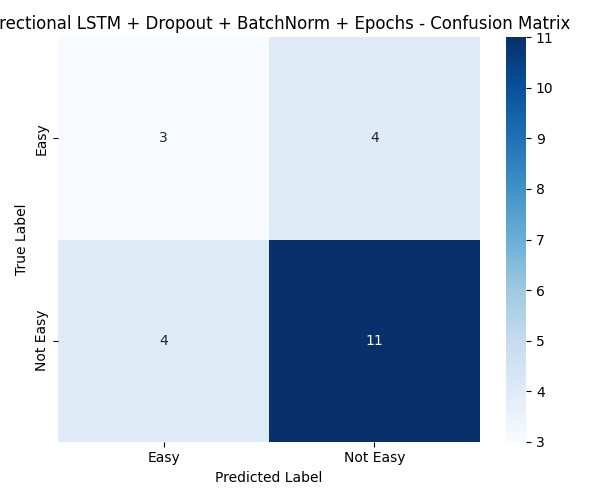 rectional LSTM + Dropout + BatchNorm + Epochs - Confusion Matrix
11
10
9
8
7
6
5
4
3
True Label
Easy
3
4
Not Easy
4
11
Easy
Not Easy
Predicted Label